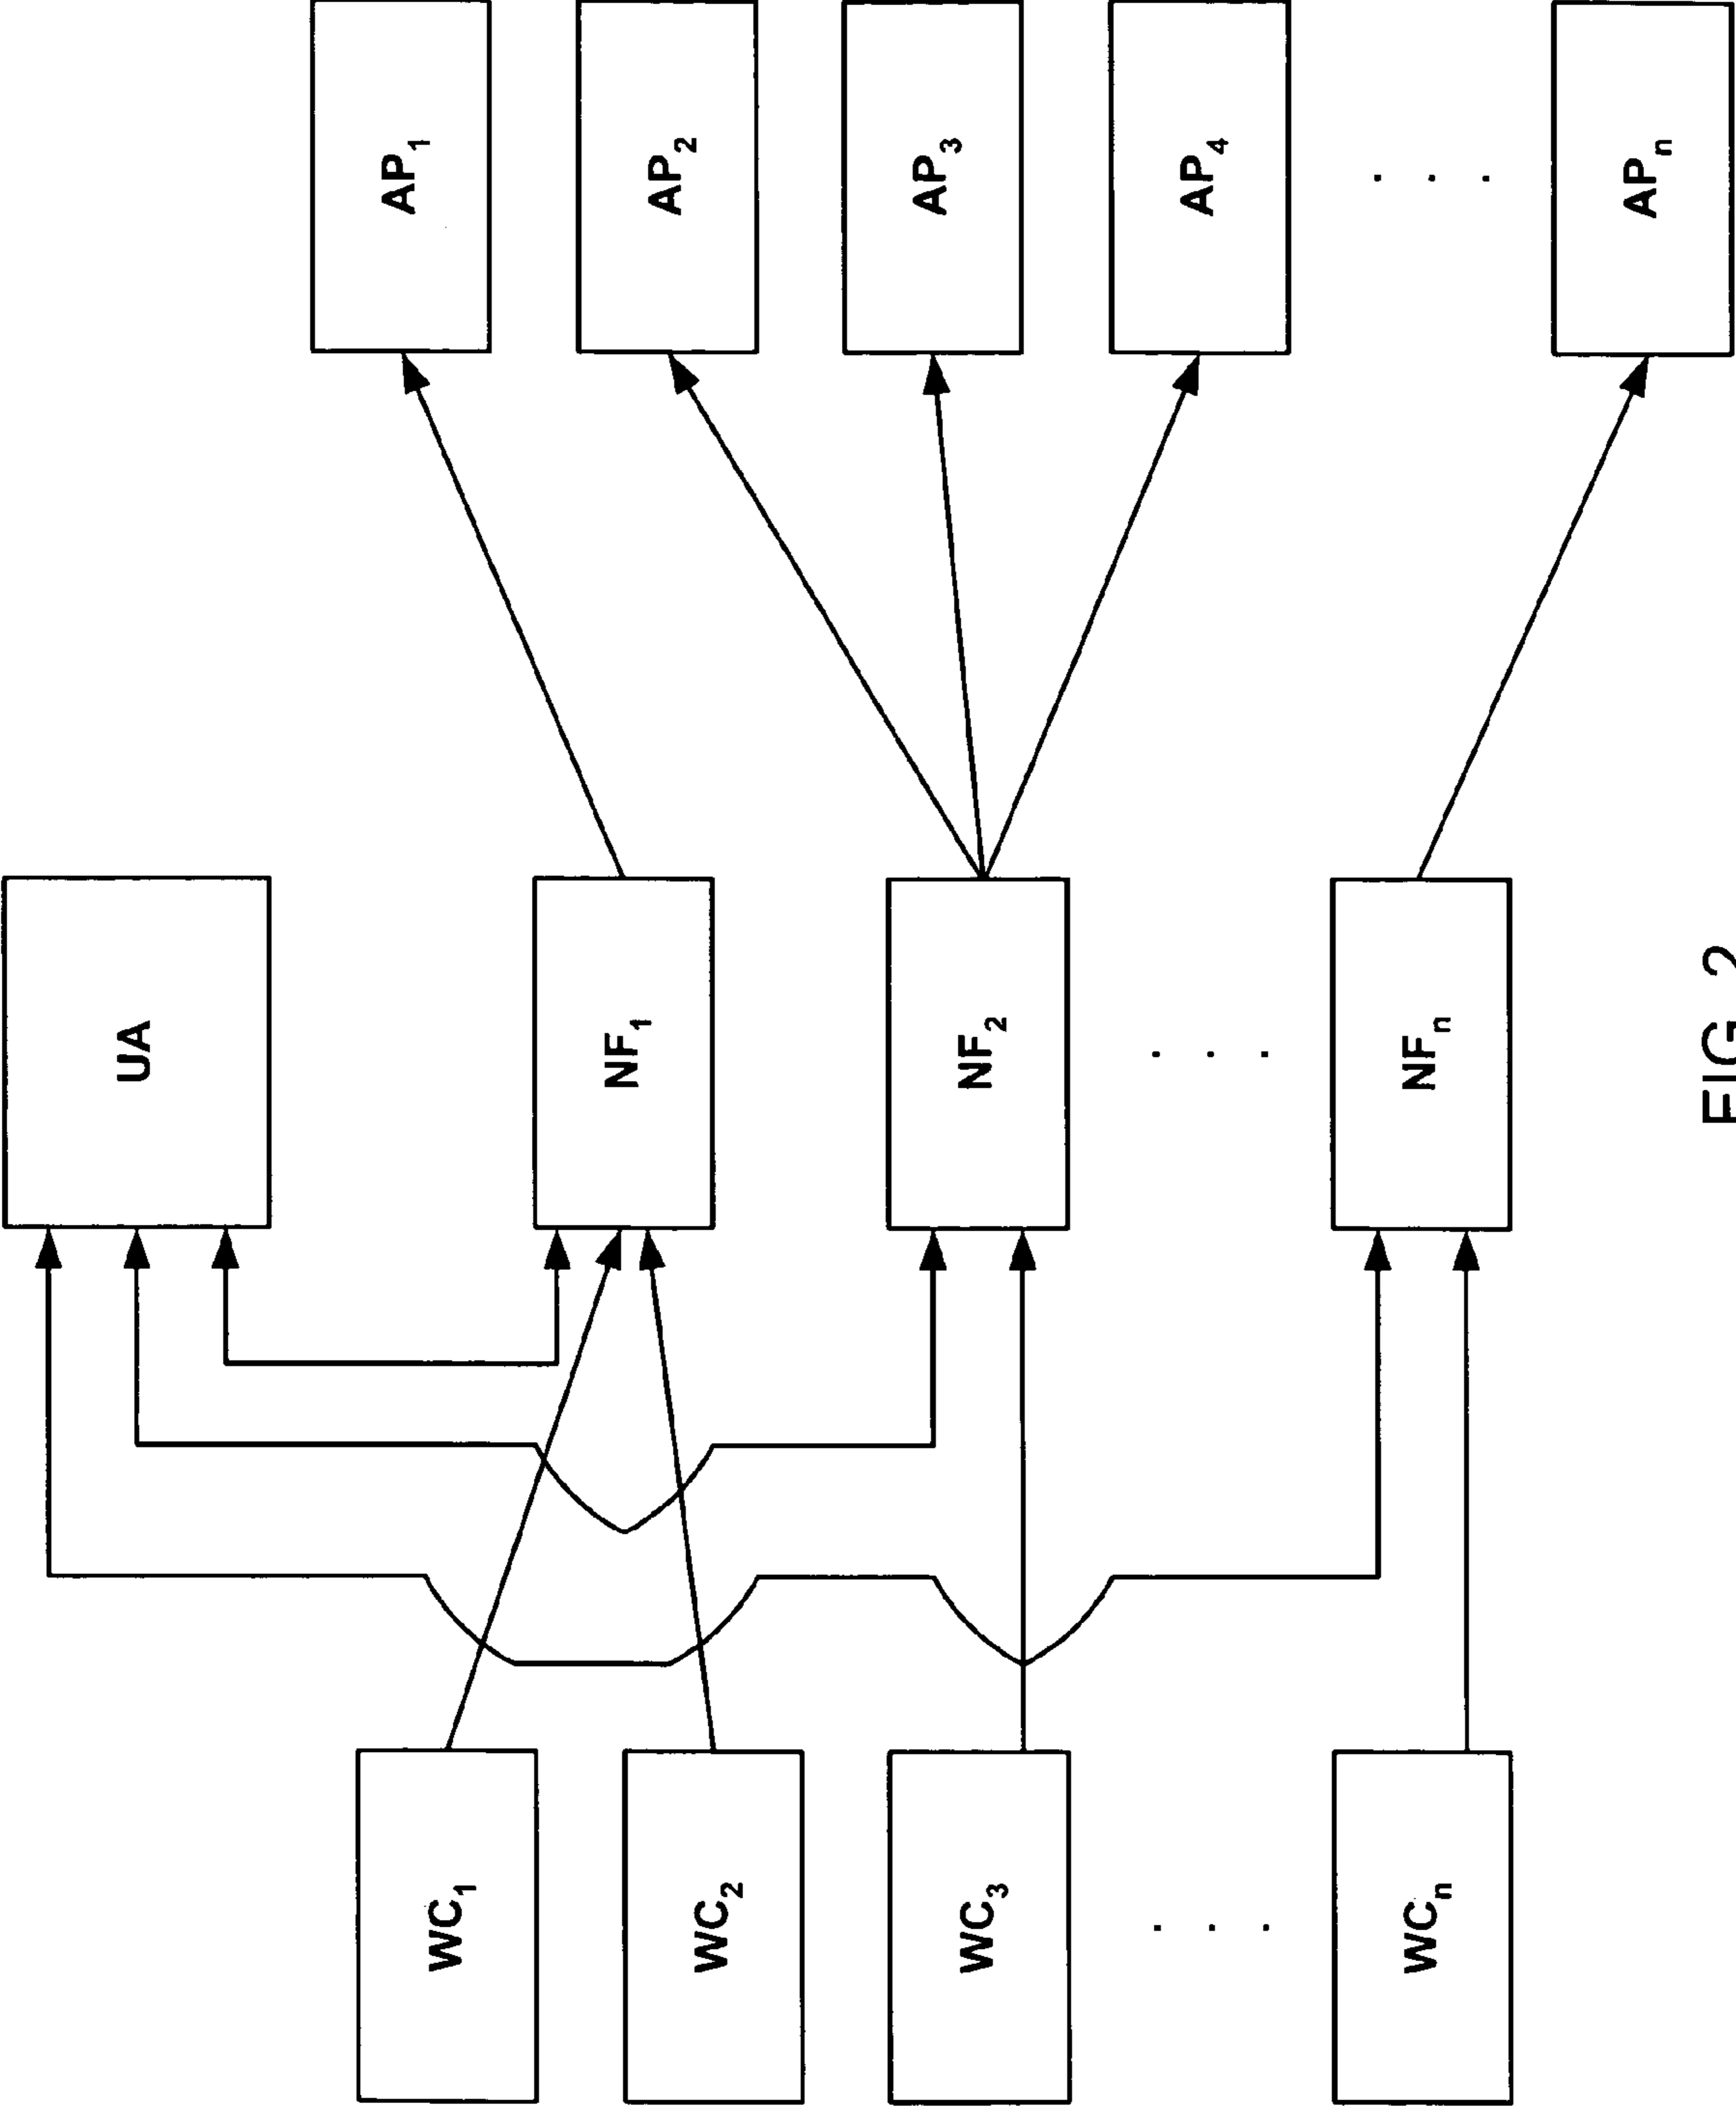 UA
WC1
WC2
WC3
. . .
WCn
NF1
NF2
. . .
NFn
AP1
AP2
AP3
AP4
. . .
APn
FIG. 2